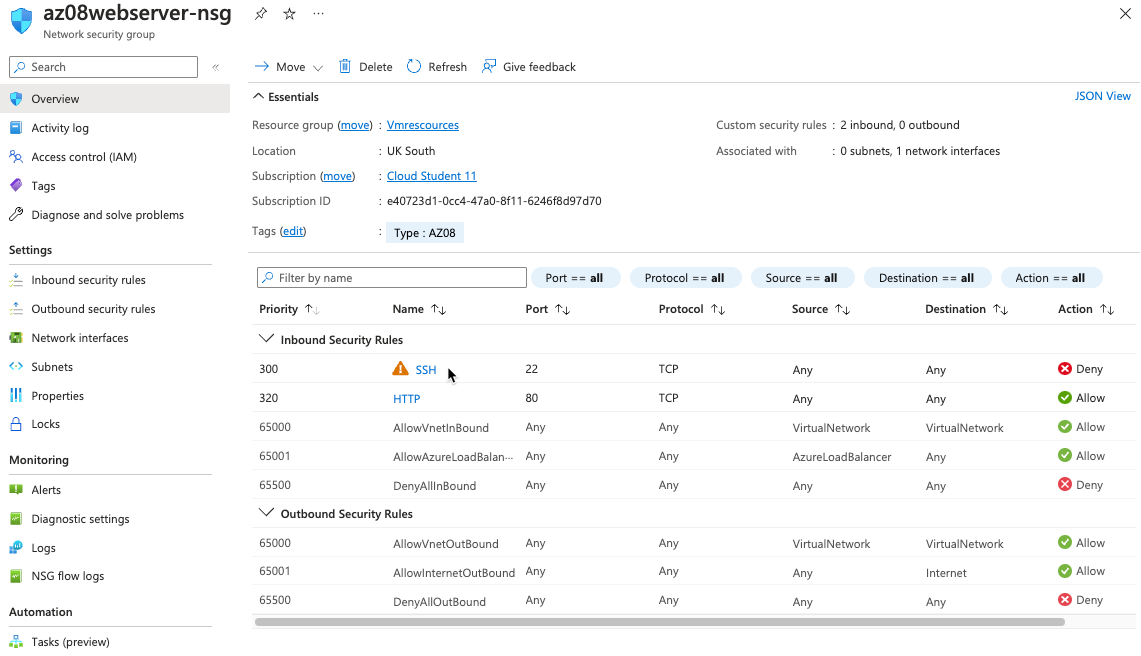 az08webserver-nsg
Network security group
Search
Overview
Activity log
Access control (IAM)
Tags
Diagnose and solve problems
Settings
Inbound security rules
Outbound security rules
Network interfaces
Subnets
Properties
Locks
Monitoring
Alerts
Diagnostic settings
Logs
NSG flow logs
Automation
Tasks (preview)
Move Delete Refresh Give feedback
Essentials JSON View
Resource group (move) : Vmrescources Custom security rules : 2 inbound, 0 outbound
Location : UK South Associated with : 0 subnets, 1 network interfaces
Subscription (move) : Cloud Student 11
Subscription ID : e40723d1-0cc4-47a0-8f11-6246f8d97d70
Tags (edit) : Type : AZ08
Filter by name Port == all Protocol == all Source == all Destination == all Action == all
Priority Name Port Protocol Source Destination Action
Inbound Security Rules
300 SSH 22 TCP Any Any Deny
320 HTTP 80 TCP Any Any Allow
65000 AllowVnetInBound Any Any VirtualNetwork VirtualNetwork Allow
65001 AllowAzureLoadBalan... Any Any AzureLoadBalancer Any Allow
65500 DenyAllInBound Any Any Any Any Deny
Outbound Security Rules
65000 AllowVnetOutBound Any Any VirtualNetwork VirtualNetwork Allow
65001 AllowInternetOutBound Any Any Any Internet Allow
65500 DenyAllOutBound Any Any Any Any Deny